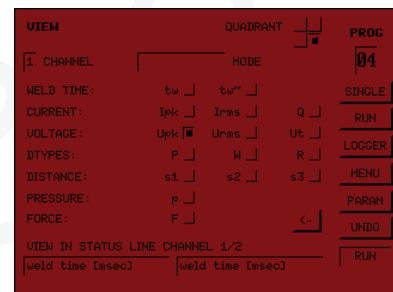 VIEW QUADRANT PROG
1 CHANNEL MODE 04
WELD TIME: tw tw~ SINGLE
CURRENT: Ipk Irms Q RUN
VOLTAGE: Upk Urms Ut LOGGER
DTYPES: P W R
DISTANCE: s1 s2 s3 MENU
PRESSURE: p PARAM
FORCE: F <- UNDO
VIEW IN STATUS LINE CHANNEL 1/2 RUN
weld time [msec] weld time [msec]